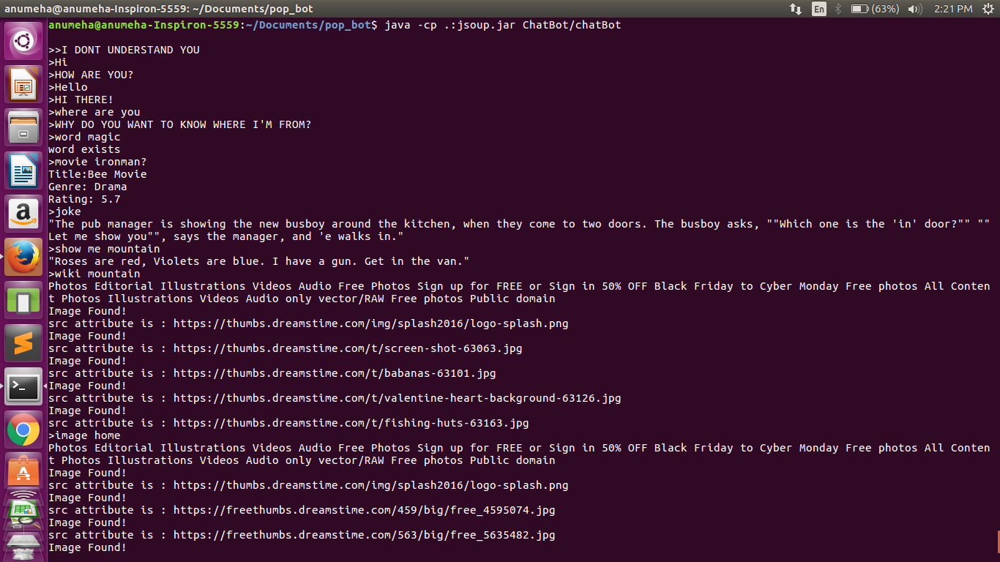 anumeha@anumeha-Inspiron-5559: ~/Documents/pop_bot
En
(63%)
2:21 PM
anumeha@anumeha-Inspiron-5559:~/Documents/pop_bot$ java -cp .:jsoup.jar ChatBot/chatBot
>>I DONT UNDERSTAND YOU
>Hi
>HOW ARE YOU?
>Hello
>HI THERE!
>where are you
>WHY DO YOU WANT TO KNOW WHERE I'M FROM?
>word magic
word exists
>movie ironman?
Title:Bee Movie
Genre: Drama
Rating: 5.7
>joke
"The pub manager is showing the new busboy around the kitchen, when they come to two doors. The busboy asks, ""Which one is the 'in' door?"" ""
Let me show you"", says the manager, and 'e walks in."
>show me mountain
"Roses are red, Violets are blue. I have a gun. Get in the van."
>wiki mountain
Photos Editorial Illustrations Videos Audio Free Photos Sign up for FREE or Sign in 50% OFF Black Friday to Cyber Monday Free photos All Conten
t Photos Illustrations Videos Audio only vector/RAW Free photos Public domain
Image Found!
src attribute is : https://thumbs.dreamstime.com/img/splash2016/logo-splash.png
Image Found!
src attribute is : https://thumbs.dreamstime.com/t/screen-shot-63063.jpg
Image Found!
src attribute is : https://thumbs.dreamstime.com/t/babanas-63101.jpg
Image Found!
src attribute is : https://thumbs.dreamstime.com/t/valentine-heart-background-63126.jpg
Image Found!
src attribute is : https://thumbs.dreamstime.com/t/fishing-huts-63163.jpg
>image home
Photos Editorial Illustrations Videos Audio Free Photos Sign up for FREE or Sign in 50% OFF Black Friday to Cyber Monday Free photos All Conten
t Photos Illustrations Videos Audio only vector/RAW Free photos Public domain
Image Found!
src attribute is : https://thumbs.dreamstime.com/img/splash2016/logo-splash.png
Image Found!
src attribute is : https://freethumbs.dreamstime.com/459/big/free_4595074.jpg
Image Found!
src attribute is : https://freethumbs.dreamstime.com/563/big/free_5635482.jpg
Image Found!